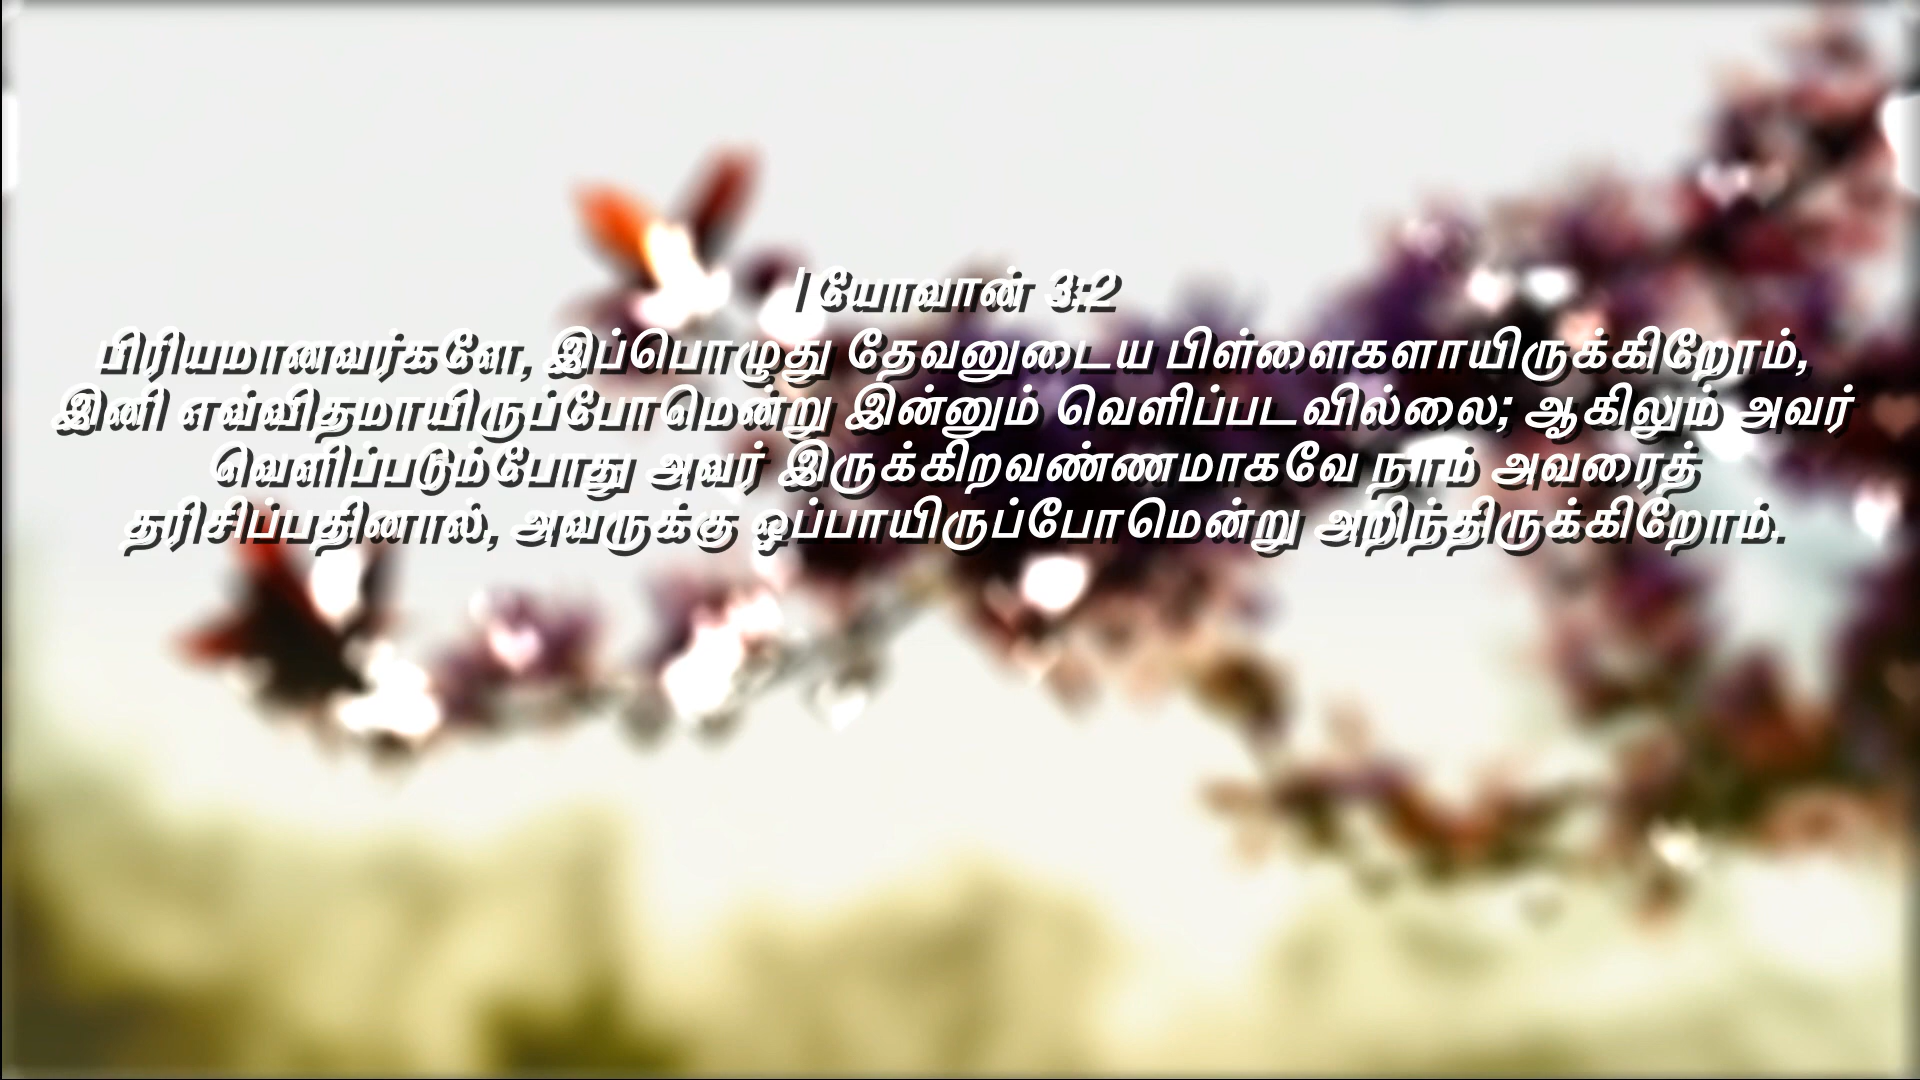 I யோவான் 3:2
பிரியமானவர்களே, இப்பொழுது தேவனுடைய பிள்ளைகளாயிருக்கிறோம்,
இனி எவ்விதமாயிருப்போமென்று இன்னும் வெளிப்படவில்லை; ஆகிலும் அவர்
வெளிப்படும்போது அவர் இருக்கிறவண்ணமாகவே நாம் அவரைத்
தரிசிப்பதினால், அவருக்கு ஒப்பாயிருப்போமென்று அறிந்திருக்கிறோம்.